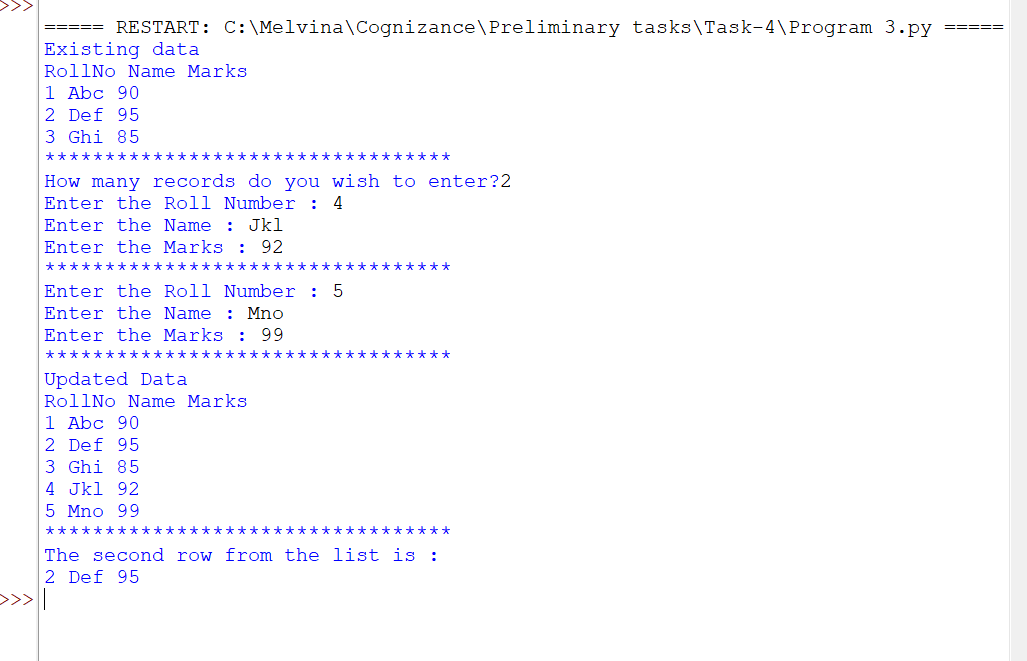 >>>
===== RESTART: C:\Melvina\Cognizance\Preliminary tasks\Task-4\Program 3.py =====
Existing data
RollNo Name Marks
1 Abc 90
2 Def 95
3 Ghi 85
**********************************
How many records do you wish to enter?2
Enter the Roll Number : 4
Enter the Name : Jkl
Enter the Marks : 92
**********************************
Enter the Roll Number : 5
Enter the Name : Mno
Enter the Marks : 99
**********************************
Updated Data
RollNo Name Marks
1 Abc 90
2 Def 95
3 Ghi 85
4 Jkl 92
5 Mno 99
**********************************
The second row from the list is :
2 Def 95
>>>